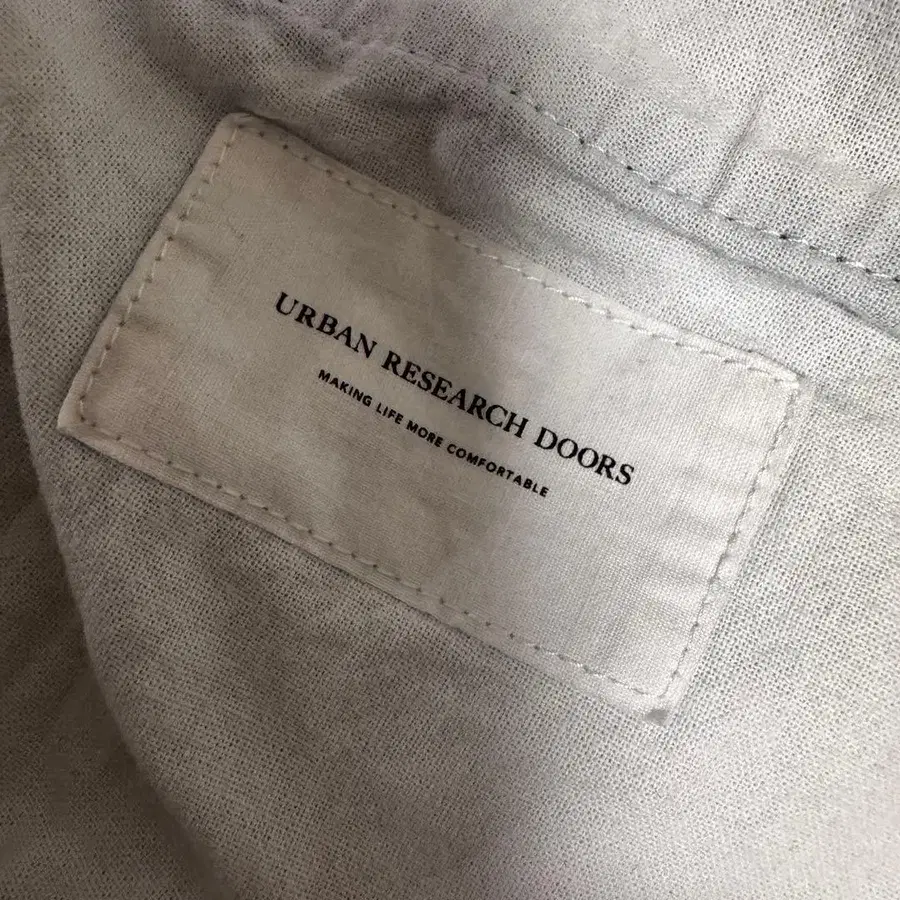 URBAN RESEARCH DOORS
MAKING LIFE MORE COMFORTABLE